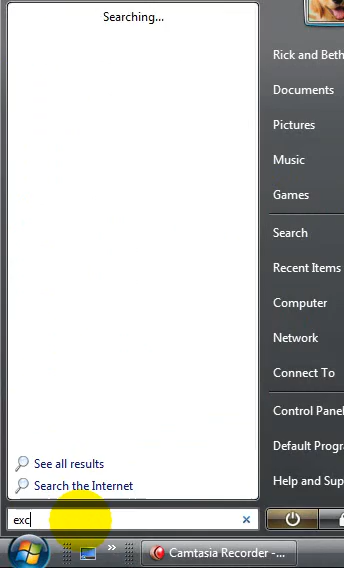 Searching...
See all results
Search the Internet
exc
Rick and Beth
Documents
Pictures
Music
Games
Search
Recent Items
Computer
Network
Connect To
Control Panel
Default Progr
Help and Sup
Camtasia Recorder -...